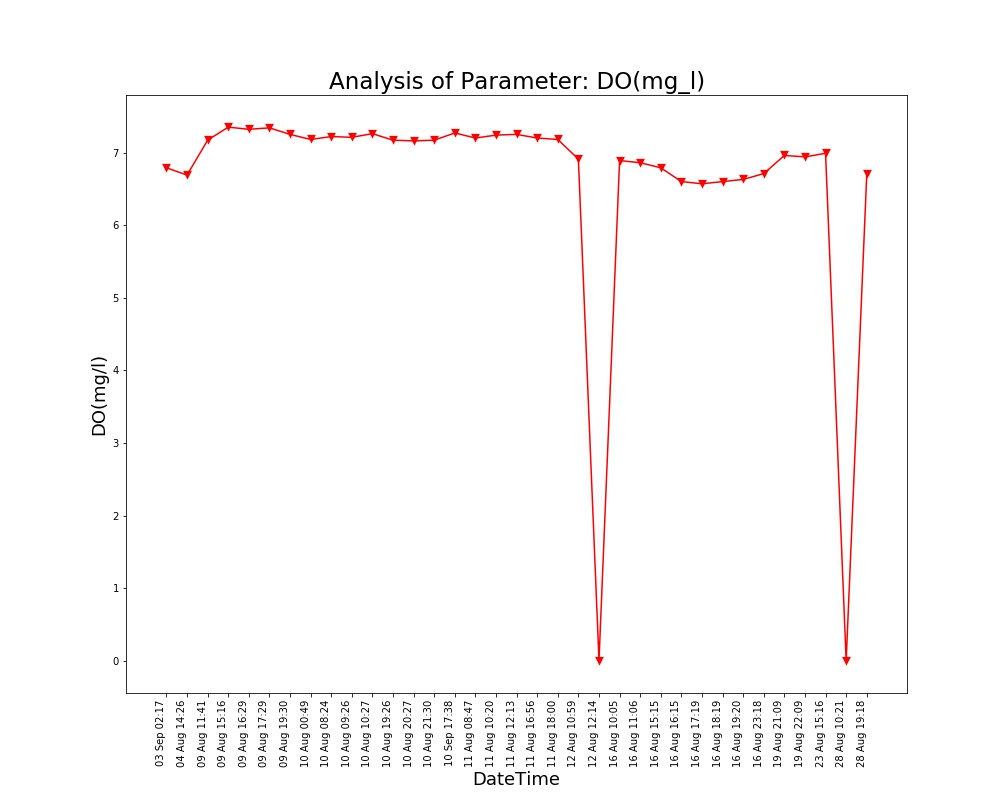 Analysis of Parameter: DO(mg_l)
DO(mg/l)
7
6
5
4
3
2
1
0
03 Sep 02:17
04 Aug 14:26
09 Aug 11:41
09 Aug 15:16
09 Aug 16:29
09 Aug 17:29
09 Aug 19:30
10 Aug 00:49
10 Aug 08:24
10 Aug 09:26
10 Aug 10:27
10 Aug 19:26
10 Aug 20:27
10 Aug 21:30
10 Sep 17:38
11 Aug 08:47
11 Aug 10:20
11 Aug 12:13
11 Aug 16:56
11 Aug 18:00
12 Aug 10:59
12 Aug 12:14
16 Aug 10:05
16 Aug 11:06
16 Aug 15:15
16 Aug 16:15
16 Aug 17:19
16 Aug 18:19
16 Aug 19:20
16 Aug 23:18
19 Aug 21:09
19 Aug 22:09
23 Aug 15:16
28 Aug 10:21
28 Aug 19:18
DateTime